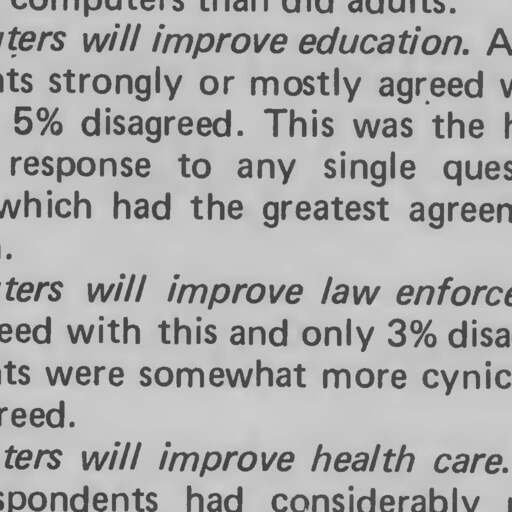 computers than did adults.
ters will improve education. A
nts strongly or mostly agreed
5% disagreed. This was the
response to any single ques
which had the greatest agreen
.
ters will improve law enforce
eed with this and only 3% disa
nts were somewhat more cynic
reed.
ters will improve health care.
spondents had considerably